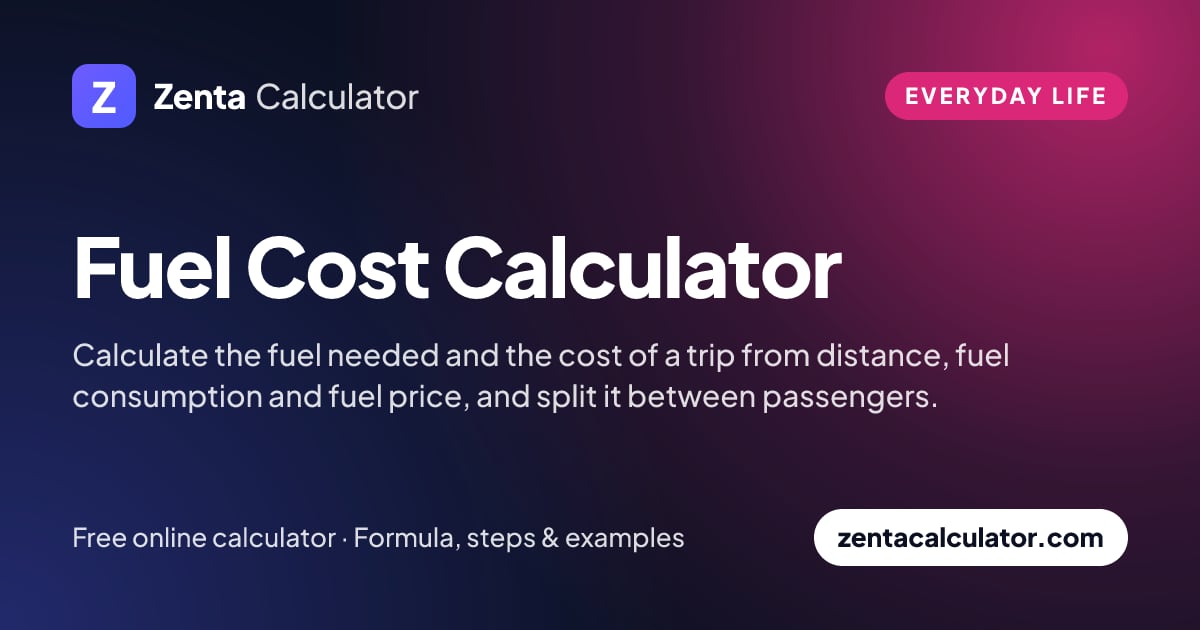 Z
Zenta Calculator
EVERYDAY LIFE
Fuel Cost Calculator
Calculate the fuel needed and the cost of a trip from distance, fuel
consumption and fuel price, and split it between passengers.
Free online calculator · Formula, steps & examples
zentacalculator.com